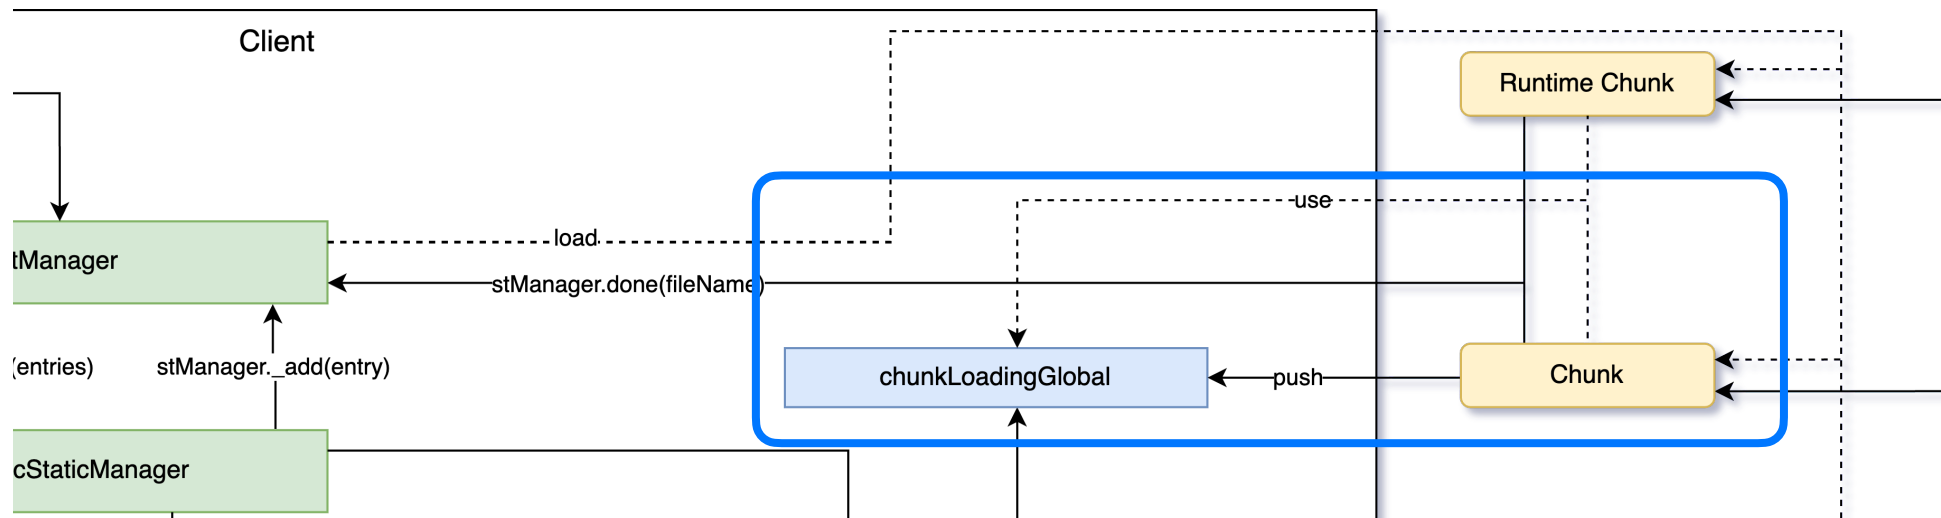 Client
Runtime Chunk
use
load
tManager
stManager.done(fileName)
(entries)
stManager._add(entry)
chunkLoadingGlobal
push
Chunk
cStaticManager